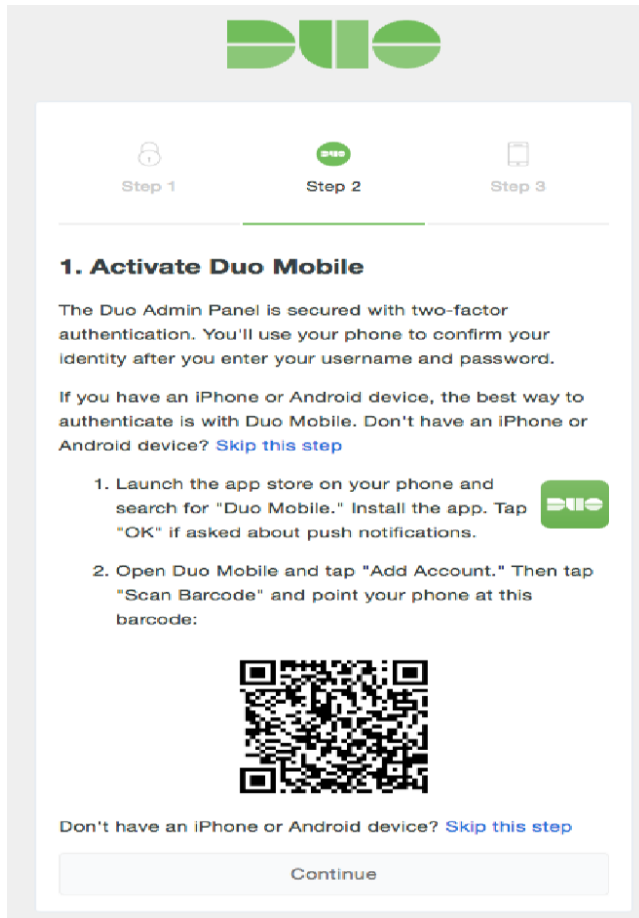 DUO
DUO
Step 1
Step 2
Step 3
1. Activate Duo Mobile
The Duo Admin Panel is secured with two-factor
authentication. You'll use your phone to confirm your
identity after you enter your username and password.
If you have an iPhone or Android device, the best way to
authenticate is with Duo Mobile. Don't have an iPhone or
Android device? Skip this step
1. Launch the app store on your phone and
search for "Duo Mobile." Install the app. Tap
"OK" if asked about push notifications.
DUO
2. Open Duo Mobile and tap "Add Account." Then tap
"Scan Barcode" and point your phone at this
barcode:
Don't have an iPhone or Android device? Skip this step
Continue